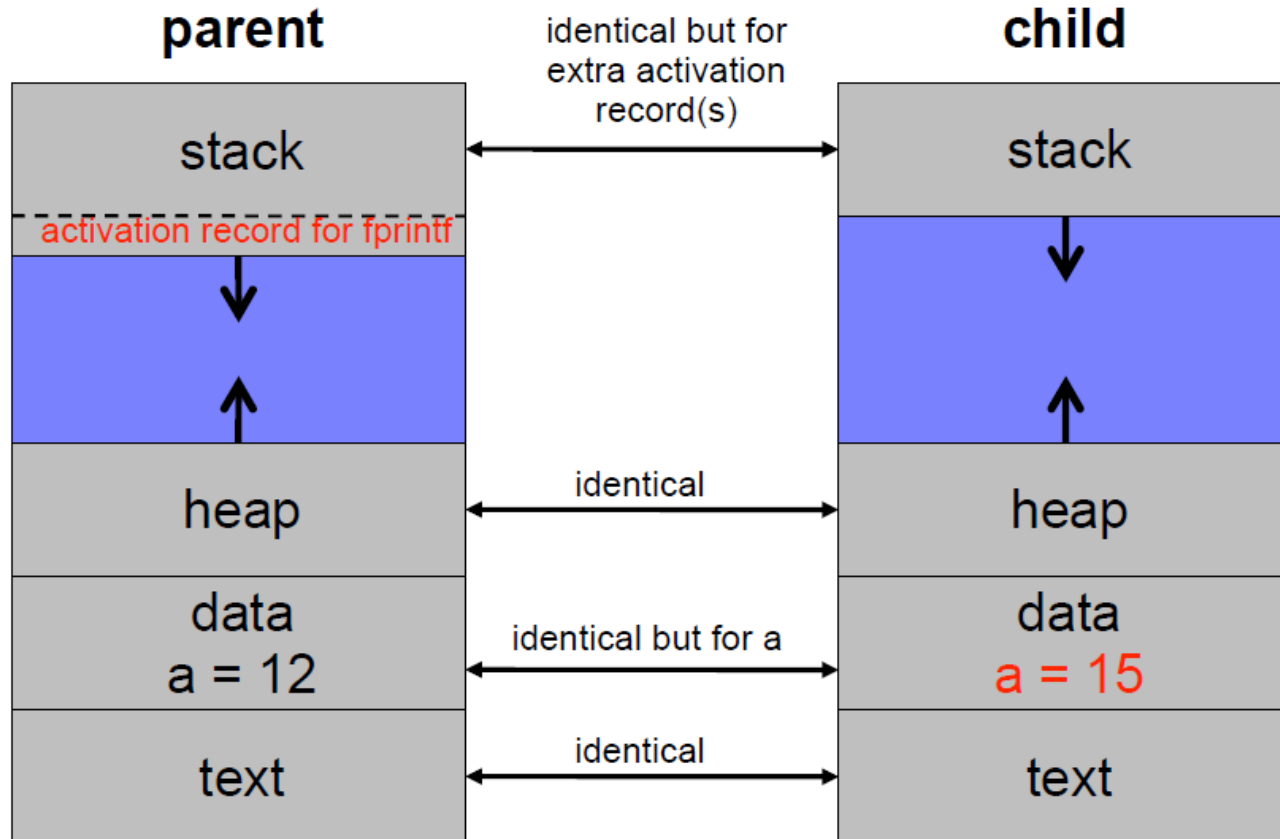 parent
identical but for
extra activation
record(s)
child
stack
stack
activation record for fprintf
heap
identical
heap
data
a = 12
identical but for a
data
a = 15
text
identical
text